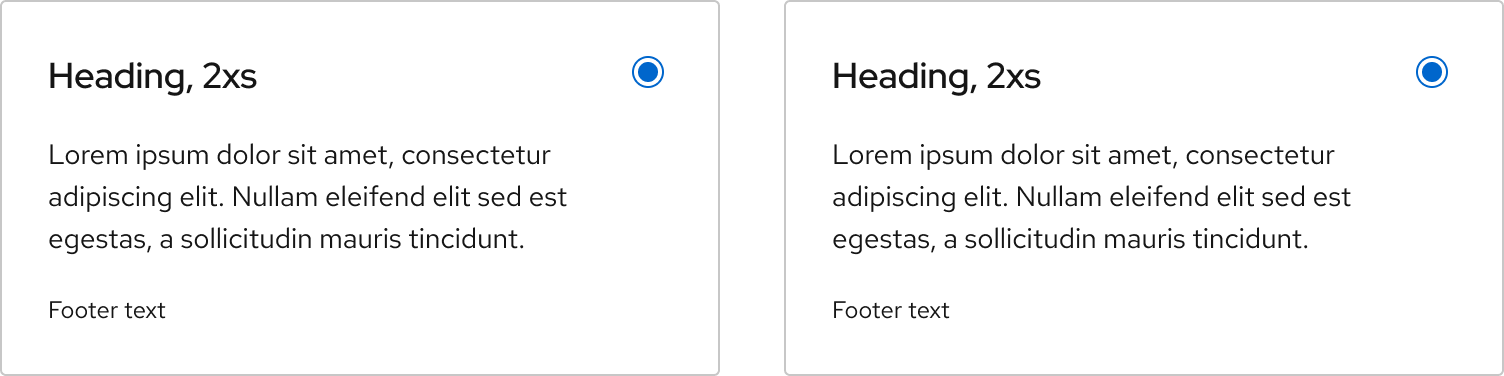 Heading, 2xs
Lorem ipsum dolor sit amet, consectetur
adipiscing elit. Nullam eleifend elit sed est
egestas, a sollicitudin mauris tincidunt.
Footer text
Heading, 2xs
Lorem ipsum dolor sit amet, consectetur
adipiscing elit. Nullam eleifend elit sed est
egestas, a sollicitudin mauris tincidunt.
Footer text